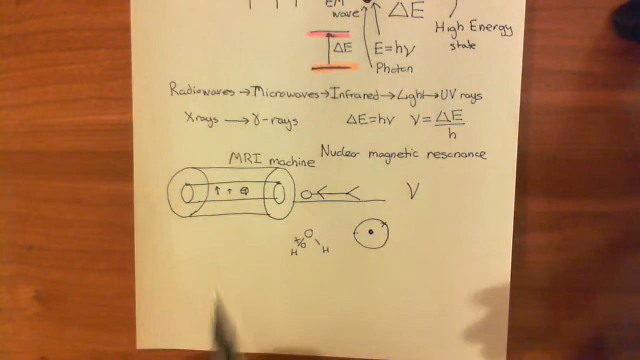 EM
wave
ΔE
High Energy
state
ΔE
E=hν
Photon
Radiowaves → Microwaves → Infrared → Light → UV rays
Xrays → γ-rays ΔE=hν ν=ΔE/h
MRI machine Nuclear magnetic resonance
ν
O
H H